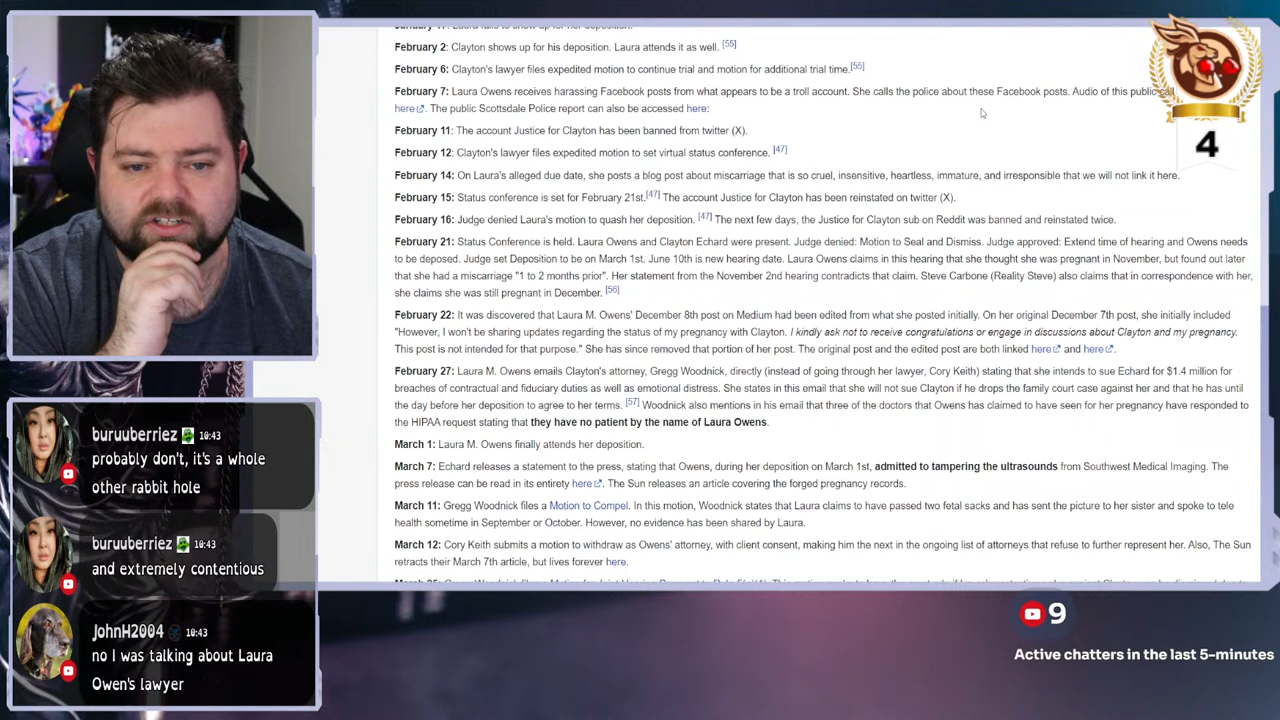 February 2: Clayton shows up for his deposition. Laura attends it as well. [55]
February 6: Clayton's lawyer files expedited motion to continue trial and motion for additional trial time.[55]
February 7: Laura Owens receives harassing Facebook posts from what appears to be a troll account. She calls the police about these Facebook posts. Audio of this public call
here. The public Scottsdale Police report can also be accessed here:
February 11: The account Justice for Clayton has been banned from twitter (X).
February 12: Clayton's lawyer files expedited motion to set virtual status conference. [47]
February 14: On Laura's alleged due date, she posts a blog post about miscarriage that is so cruel, insensitive, heartless, immature, and irresponsible that we will not link it here.
February 15: Status conference is set for February 21st.[47] The account Justice for Clayton has been reinstated on twitter (X).
February 16: Judge denied Laura's motion to quash her deposition. [47] The next few days, the Justice for Clayton sub on Reddit was banned and reinstated twice.
February 21: Status Conference is held. Laura Owens and Clayton Echard were present. Judge denied: Motion to Seal and Dismiss. Judge approved: Extend time of hearing and Owens needs
to be deposed. Judge set Deposition to be on March 1st. June 10th is new hearing date. Laura Owens claims in this hearing that she thought she was pregnant in November, but found out later
that she had a miscarriage "1 to 2 months prior". Her statement from the November 2nd hearing contradicts that claim. Steve Carbone (Reality Steve) also claims that in correspondence with her,
she claims she was still pregnant in December. [56]
February 22: It was discovered that Laura M. Owens' December 8th post on Medium had been edited from what she posted initially. On her original December 7th post, she initially included
"However, I won't be sharing updates regarding the status of my pregnancy with Clayton. I kindly ask not to receive congratulations or engage in discussions about Clayton and my pregnancy.
This post is not intended for that purpose." She has since removed that portion of her post. The original post and the edited post are both linked here and here.
February 27: Laura M. Owens emails Clayton's attorney, Gregg Woodnick, directly (instead of going through her lawyer, Cory Keith) stating that she intends to sue Echard for $1.4 million for
breaches of contractual and fiduciary duties as well as emotional distress. She states in this email that she will not sue Clayton if he drops the family court case against her and that he has until
the day before her deposition to agree to her terms. [57] Woodnick also mentions in his email that three of the doctors that Owens has claimed to have seen for her pregnancy have responded to
the HIPAA request stating that they have no patient by the name of Laura Owens.
March 1: Laura M. Owens finally attends her deposition.
March 7: Echard releases a statement to the press, stating that Owens, during her deposition on March 1st, admitted to tampering the ultrasounds from Southwest Medical Imaging. The
press release can be read in its entirety here. The Sun releases an article covering the forged pregnancy records.
March 11: Gregg Woodnick files a Motion to Compel. In this motion, Woodnick states that Laura claims to have passed two fetal sacks and has sent the picture to her sister and spoke to tele
health sometime in September or October. However, no evidence has been shared by Laura.
March 12: Cory Keith submits a motion to withdraw as Owens' attorney, with client consent, making him the next in the ongoing list of attorneys that refuse to further represent her. Also, The Sun
retracts their March 7th article, but lives forever here.
4
buruuberriez 10:43
probably don't, it's a whole
other rabbit hole
buruuberriez 10:43
and extremely contentious
JohnH2004 10:43
no I was talking about Laura
Owen's lawyer
9
Active chatters in the last 5-minutes